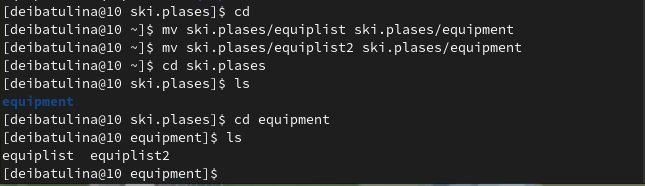 [deibatulina@10 ski.plases]$ cd
[deibatulina@10 ~]$ mv ski.plases/equiplist ski.plases/equipment
[deibatulina@10 ~]$ mv ski.plases/equiplist2 ski.plases/equipment
[deibatulina@10 ~]$ cd ski.plases
[deibatulina@10 ski.plases]$ ls
equipment
[deibatulina@10 ski.plases]$ cd equipment
[deibatulina@10 equipment]$ ls
equiplist  equiplist2
[deibatulina@10 equipment]$